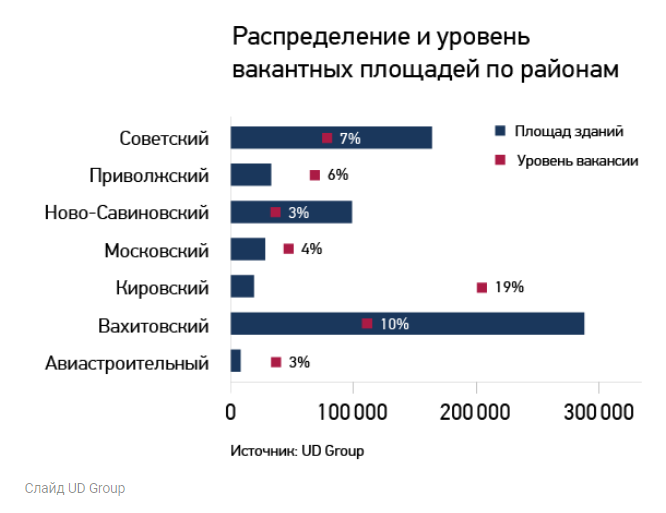 Распределение и уровень
вакантных площадей по районам
Площад зданий
Уровень вакансии
Советский 7%
Приволжский 6%
Ново-Савиновский 3%
Московский 4%
Кировский 19%
Вахитовский 10%
Авиастроительный 3%
0 100 000 200 000 300 000
Источник: UD Group
Слайд UD Group